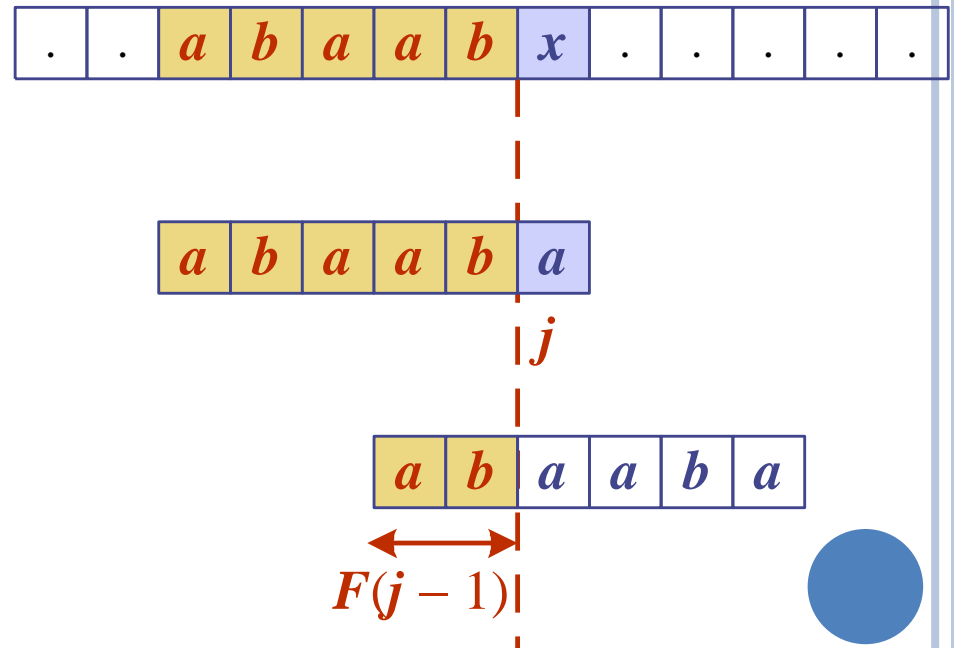 . . a b a a b x . . . . .
a b a a b a
j
a b a a b a
F(j − 1)